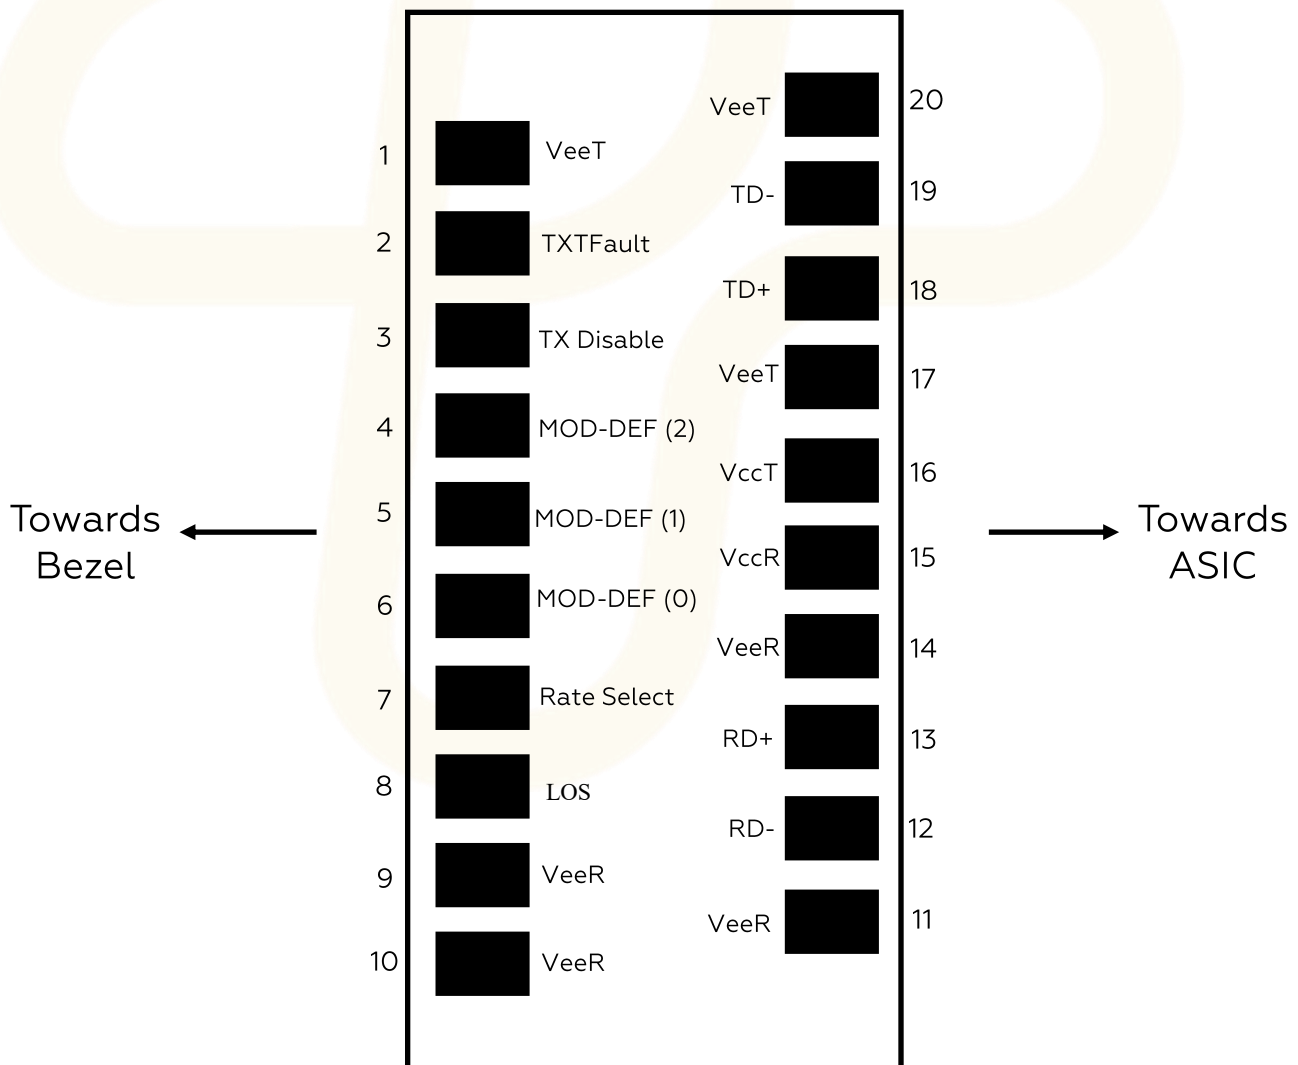 1 VeeT
2 TXTFault
3 TX Disable
4 MOD-DEF (2)
5 MOD-DEF (1)
6 MOD-DEF (0)
7 Rate Select
8 LOS
9 VeeR
10 VeeR
VeeT 20
TD- 19
TD+ 18
VeeT 17
VccT 16
VccR 15
VeeR 14
RD+ 13
RD- 12
VeeR 11
Towards
Bezel
Towards
ASIC